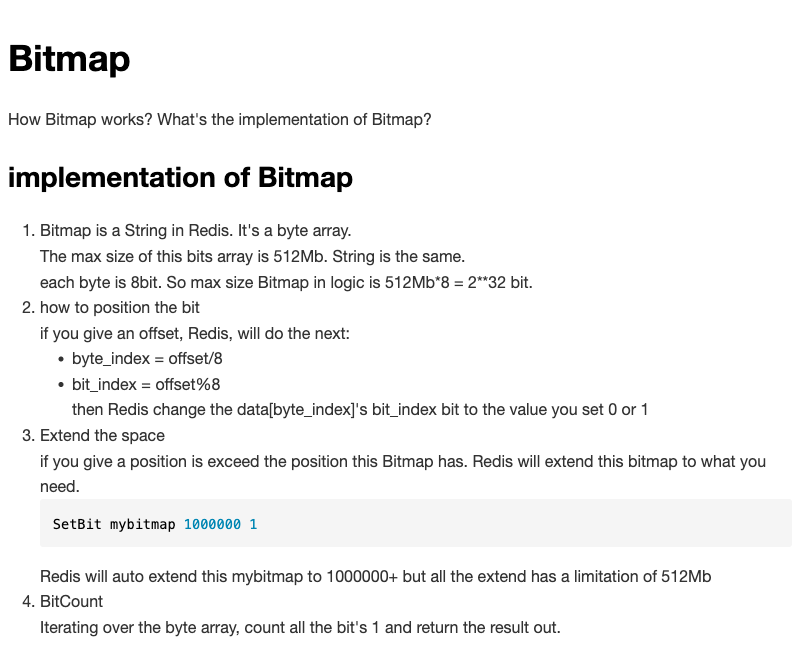 Bitmap
How Bitmap works? What's the implementation of Bitmap?
implementation of Bitmap
1. Bitmap is a String in Redis. It's a byte array.
The max size of this bits array is 512Mb. String is the same.
each byte is 8bit. So max size Bitmap in logic is 512Mb*8 = 2**32 bit.
2. how to position the bit
if you give an offset, Redis, will do the next:
• byte_index = offset/8
• bit_index = offset%8
then Redis change the data[byte_index]'s bit_index bit to the value you set 0 or 1
3. Extend the space
if you give a position is exceed the position this Bitmap has. Redis will extend this bitmap to what you
need.
SetBit mybitmap 1000000 1
Redis will auto extend this mybitmap to 1000000+ but all the extend has a limitation of 512Mb
4. BitCount
Iterating over the byte array, count all the bit's 1 and return the result out.